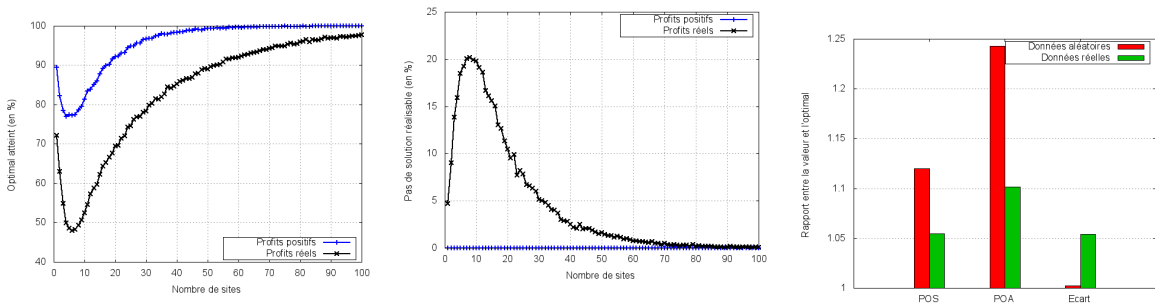 100
90
80
70
60
50
40
0 10 20 30 40 50 60 70 80 90 100
Optimal atteint (en %)
Nombre de sites
Profits positifs
Profits réels
25
20
15
10
5
0
0 10 20 30 40 50 60 70 80 90 100
Pas de solution réalisable (en %)
Nombre de sites
Profits positifs
Profits réels
1.25
1.2
1.15
1.1
1.05
1
POS POA Ecart
Rapport entre la valeur et l'optimal
Données aléatoires
Données réelles